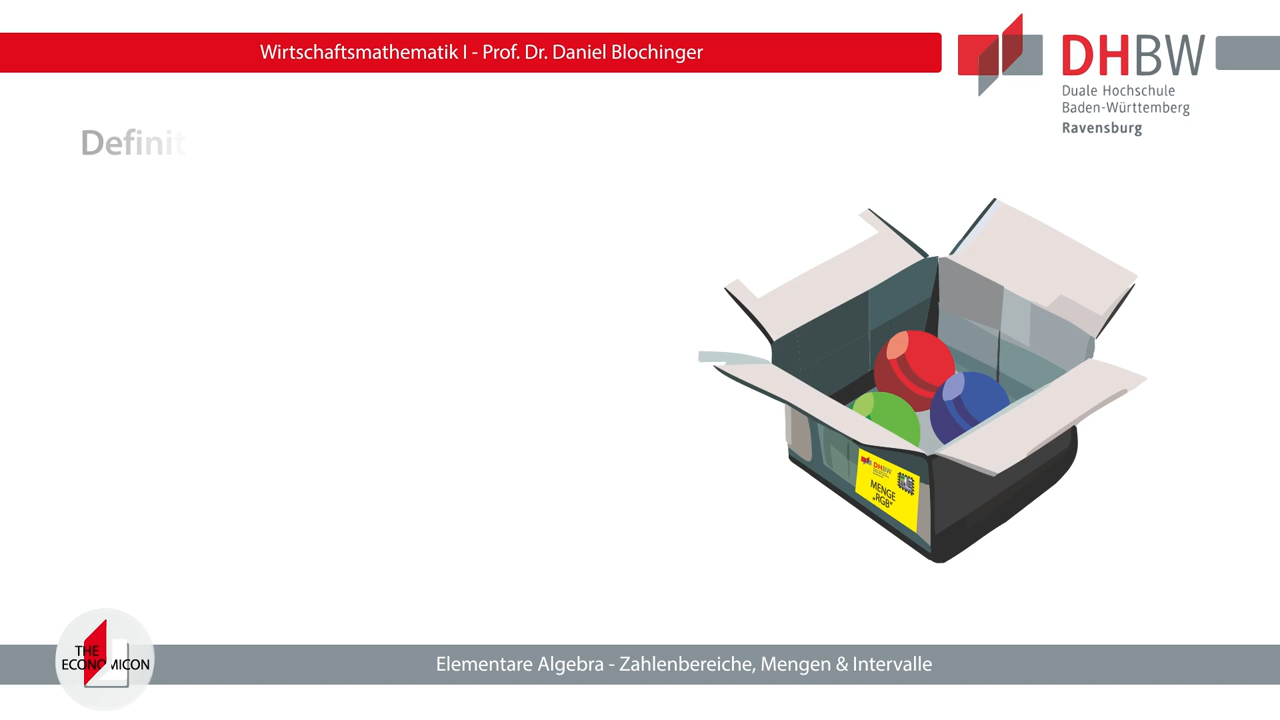 Wirtschaftsmathematik I - Prof. Dr. Daniel Blochinger
DHBW
Duale Hochschule
Baden-Württemberg
Ravensburg
Definit
DHBW
MENGE
„RGB“
THE
ECONOMICON
Elementare Algebra - Zahlenbereiche, Mengen & Intervalle